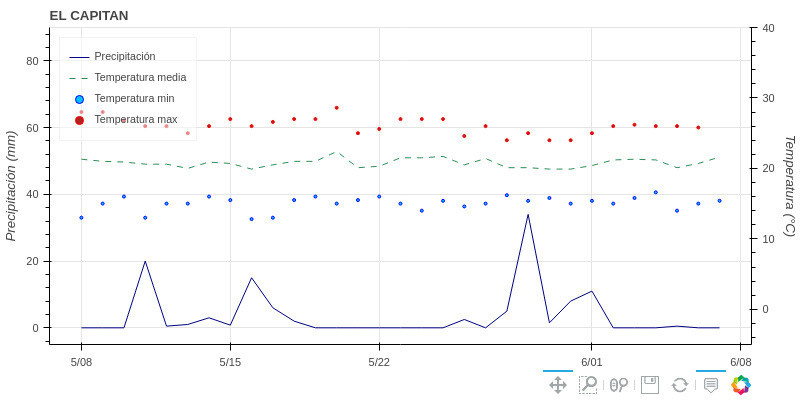 EL CAPITAN
Precipitación
Temperatura media
Temperatura min
Temperatura max
Precipitación (mm)
80
60
40
20
0
40
30
20
10
0
Temperatura (°C)
5/08 5/15 5/22 6/01 6/08